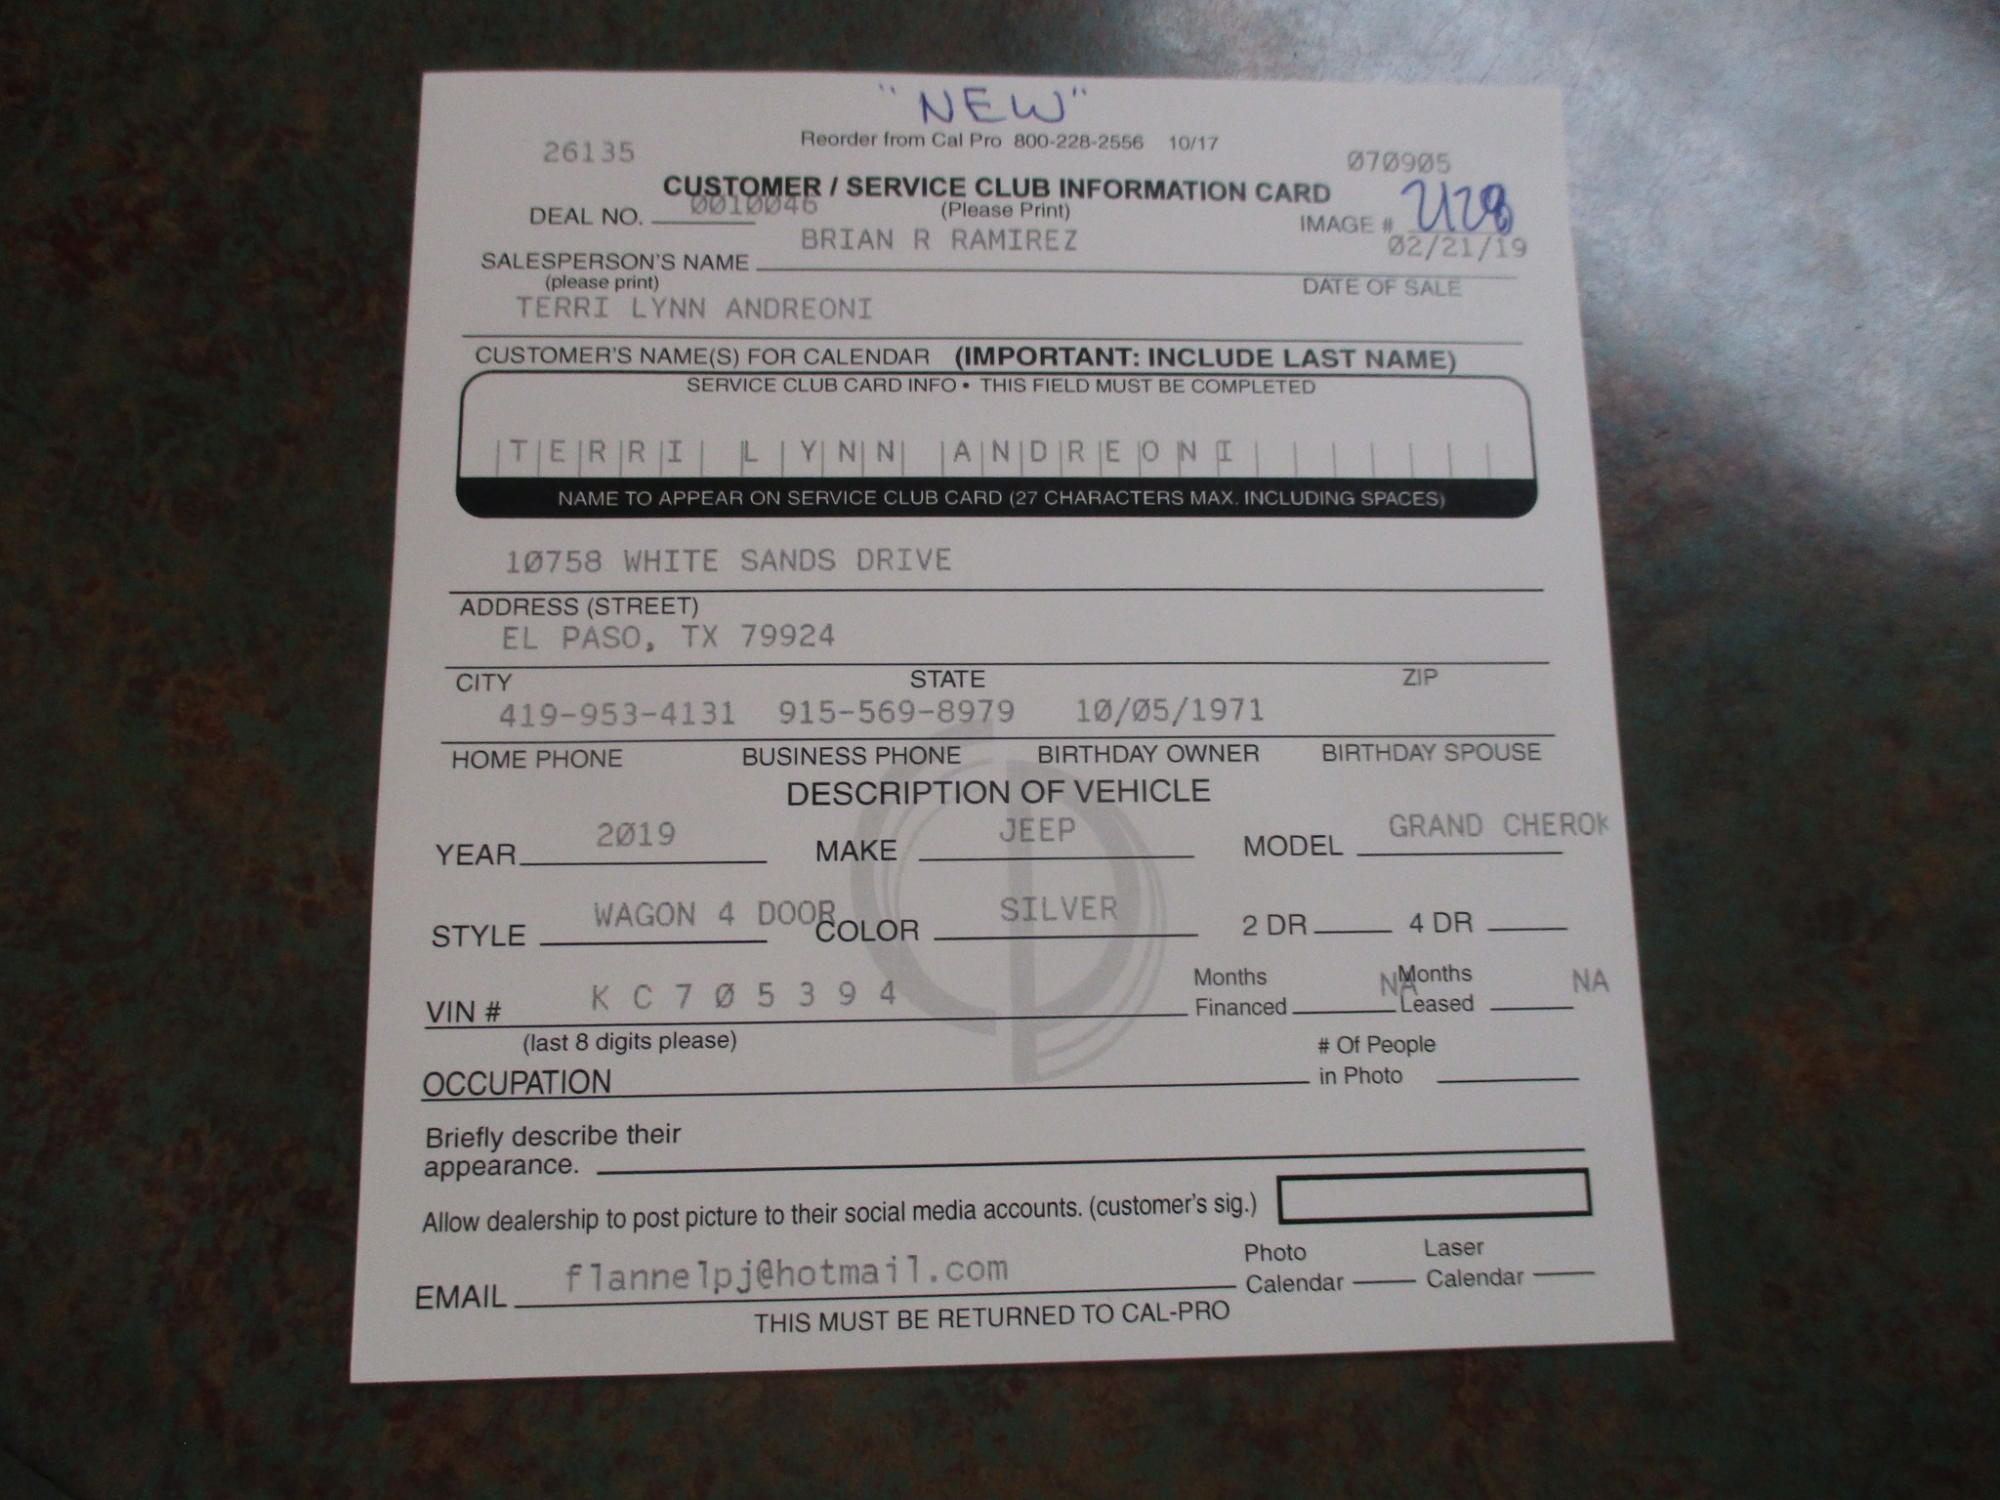 "NEW"
Reorder from Cal Pro 800-228-2556 10/17
26135 070905
CUSTOMER / SERVICE CLUB INFORMATION CARD
DEAL NO. 0010046 (Please Print) IMAGE #
BRIAN R RAMIREZ 02/21/19
SALESPERSON'S NAME
(please print) DATE OF SALE
TERRI LYNN ANDREONI
CUSTOMER'S NAME(S) FOR CALENDAR (IMPORTANT: INCLUDE LAST NAME)
SERVICE CLUB CARD INFO • THIS FIELD MUST BE COMPLETED
TERRI LYNN ANDREONI
NAME TO APPEAR ON SERVICE CLUB CARD (27 CHARACTERS MAX. INCLUDING SPACES)
10758 WHITE SANDS DRIVE
ADDRESS (STREET)
EL PASO, TX 79924
CITY STATE ZIP
419-953-4131 915-569-8979 10/05/1971
HOME PHONE BUSINESS PHONE BIRTHDAY OWNER BIRTHDAY SPOUSE
DESCRIPTION OF VEHICLE
YEAR 2019 MAKE JEEP MODEL GRAND CHEROK
STYLE WAGON 4 DOOR COLOR SILVER 2 DR 4 DR
VIN # K C 7 0 5 3 9 4 Months Financed NA Months Leased NA
(last 8 digits please)
OCCUPATION # Of People in Photo
Briefly describe their
appearance.
Allow dealership to post picture to their social media accounts. (customer's sig.)
EMAIL flannelpj@hotmail.com Photo Calendar Laser Calendar
THIS MUST BE RETURNED TO CAL-PRO